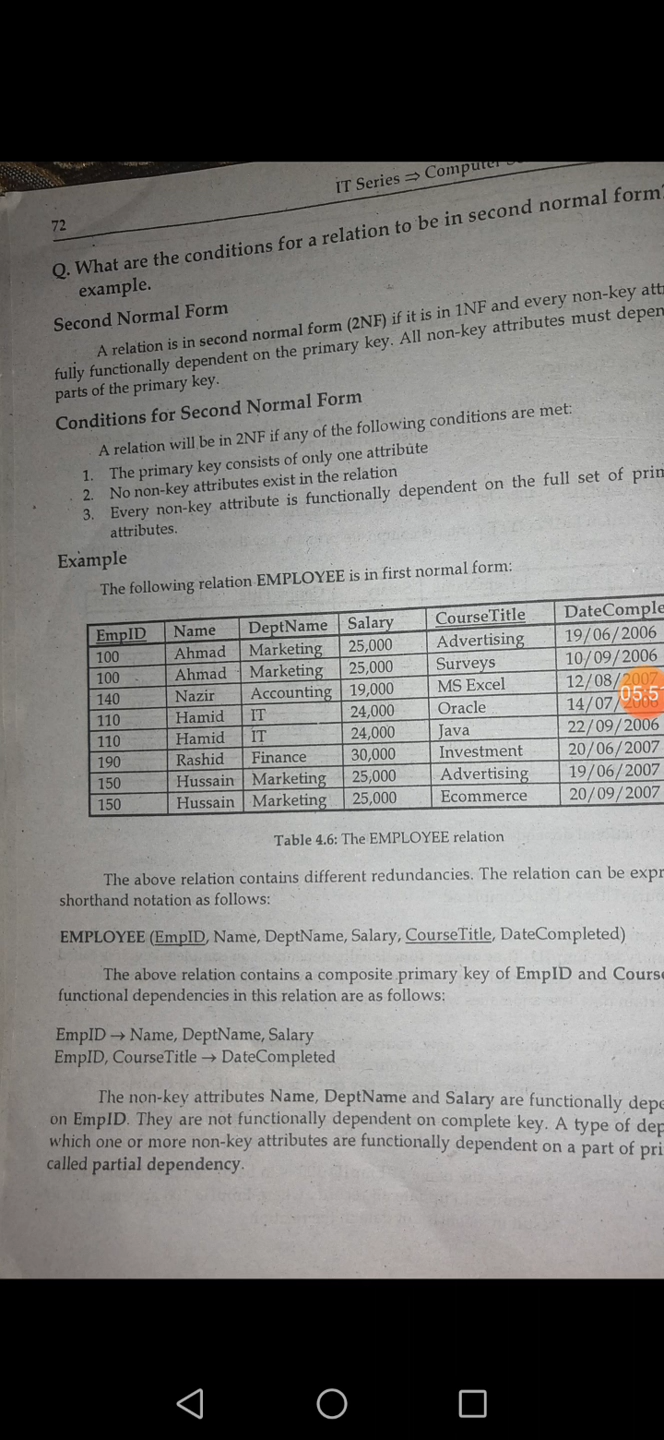 72
IT Series ⇒ Computer
Q. What are the conditions for a relation to be in second normal form?
example.
Second Normal Form
A relation is in second normal form (2NF) if it is in 1NF and every non-key
fully functionally dependent on the primary key. All non-key attributes must
parts of the primary key.
Conditions for Second Normal Form
A relation will be in 2NF if any of the following conditions are met:
1. The primary key consists of only one attribute
2. No non-key attributes exist in the relation
3. Every non-key attribute is functionally dependent on the full set of
attributes.
Example
The following relation EMPLOYEE is in first normal form:
EmpID Name DeptName Salary CourseTitle DateComple
100 Ahmad Marketing 25,000 Advertising 19/06/2006
100 Ahmad Marketing 25,000 Surveys 10/09/2006
140 Nazir Accounting 19,000 MS Excel 12/08/2007
110 Hamid IT 24,000 Oracle 14/07/
05:5
110 Hamid IT 24,000 Java 22/09/2006
190 Rashid Finance 30,000 Investment 20/06/2007
150 Hussain Marketing 25,000 Advertising 19/06/2007
150 Hussain Marketing 25,000 Ecommerce 20/09/2007
Table 4.6: The EMPLOYEE relation
The above relation contains different redundancies. The relation can be expr
shorthand notation as follows:
EMPLOYEE (EmpID, Name, DeptName, Salary, CourseTitle, DateCompleted)
The above relation contains a composite primary key of EmpID and Cours
functional dependencies in this relation are as follows:
EmpID → Name, DeptName, Salary
EmpID, CourseTitle → DateCompleted
The non-key attributes Name, DeptName and Salary are functionally depe
on EmpID. They are not functionally dependent on complete key. A type of dep
which one or more non-key attributes are functionally dependent on a part of pri
called partial dependency.